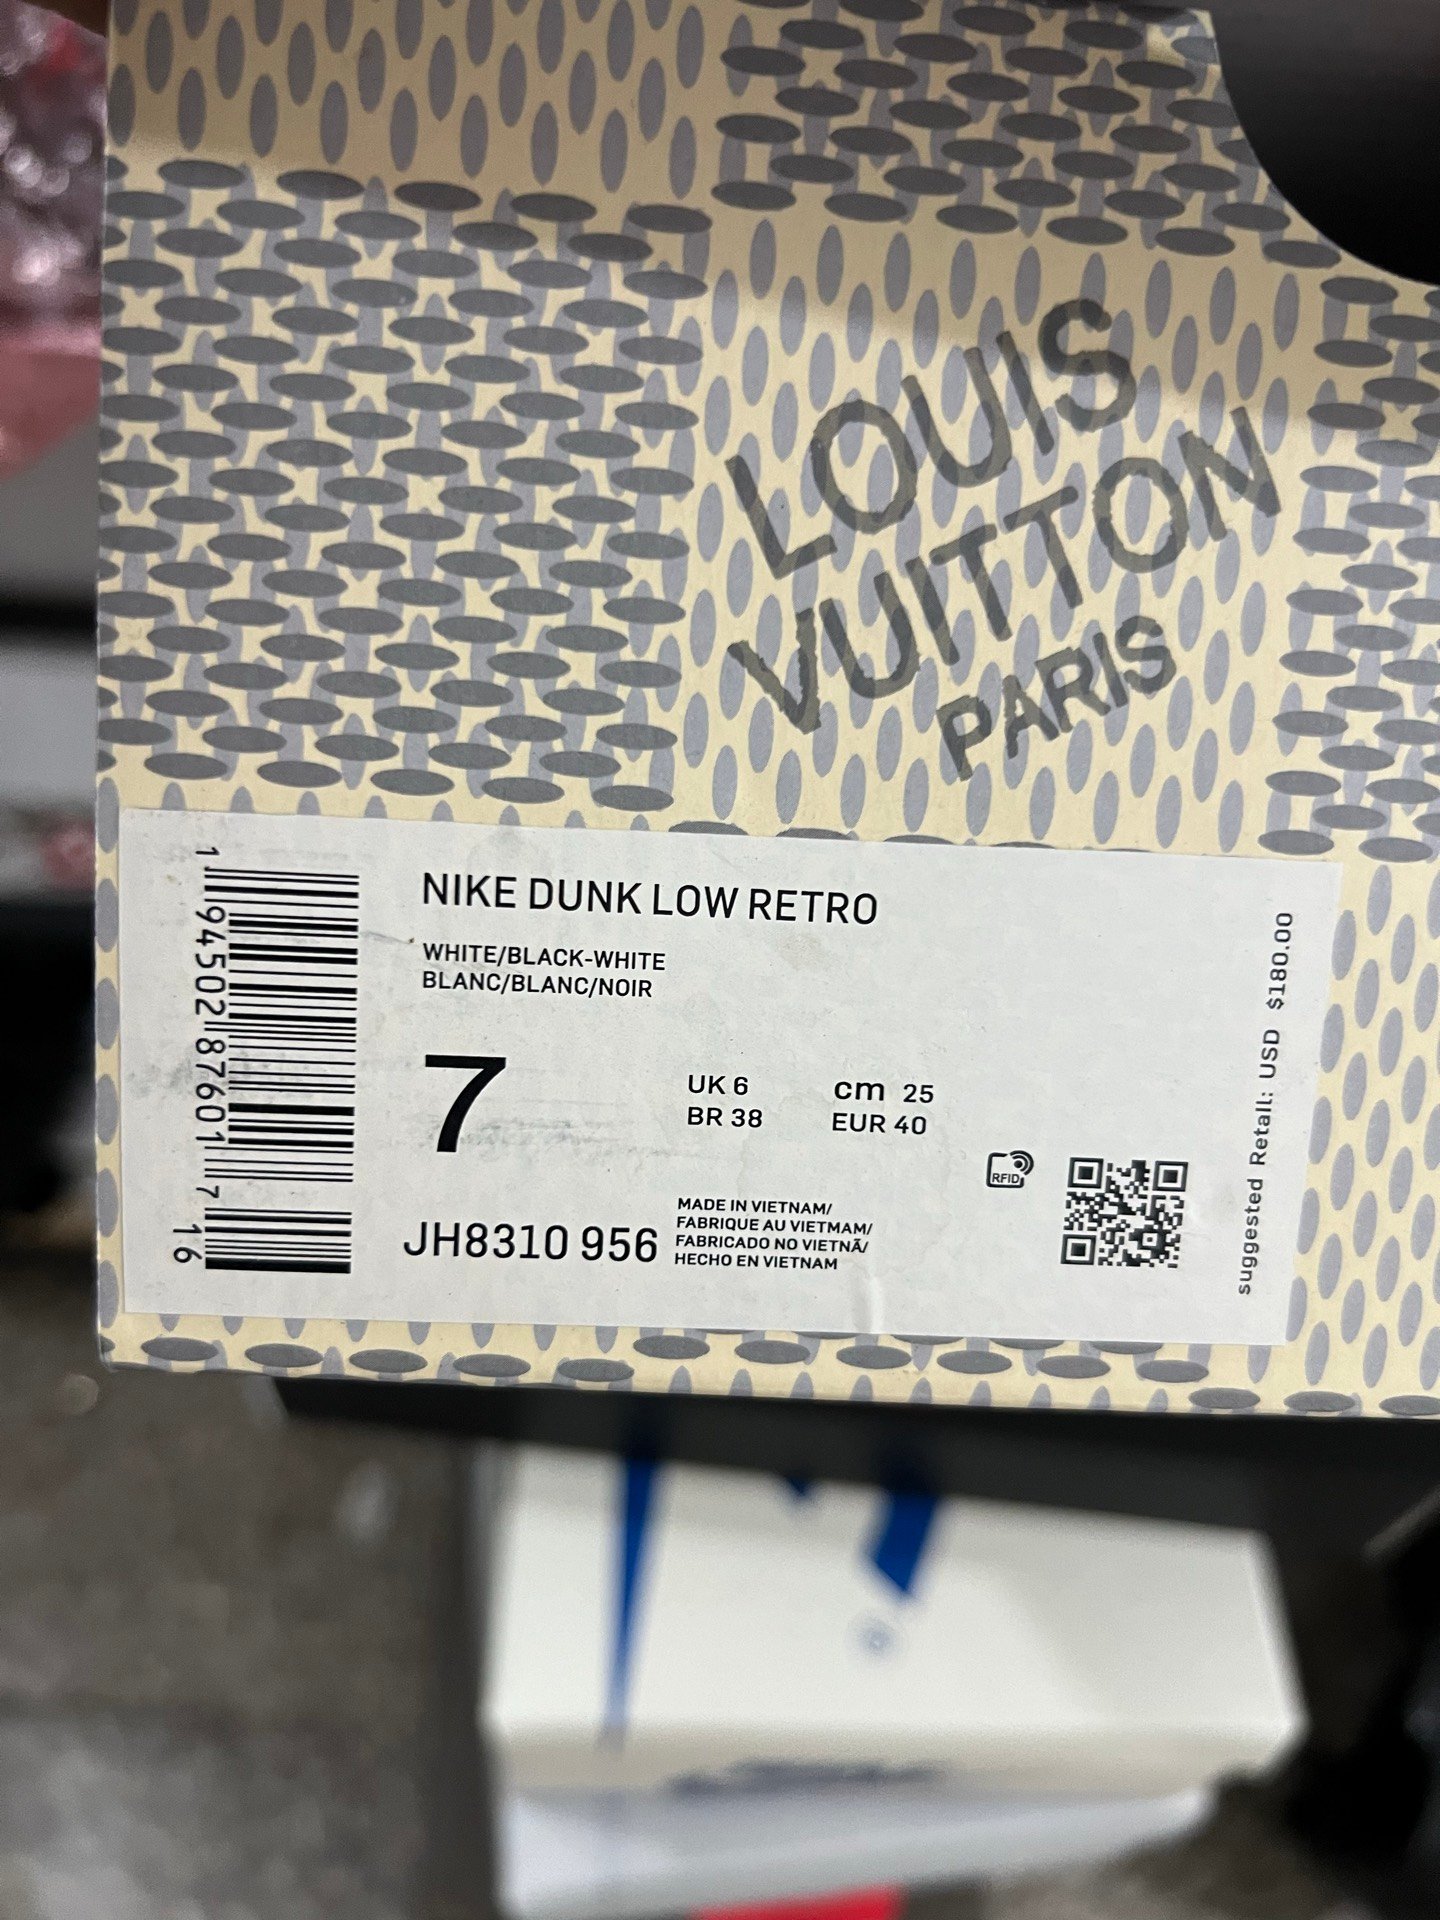 LOUIS
VUITTON
PARIS
NIKE DUNK LOW RETRO
WHITE/BLACK-WHITE
BLANC/BLANC/NOIR
7
UK 6
BR 38
cm 25
EUR 40
JH8310 956
MADE IN VIETNAM/
FABRIQUE AU VIETMAM/
FABRICADO NO VIETNÃ/
HECHO EN VIETNAM
RFID
suggested Retail: USD $180.00
1 94502 87601 7
16